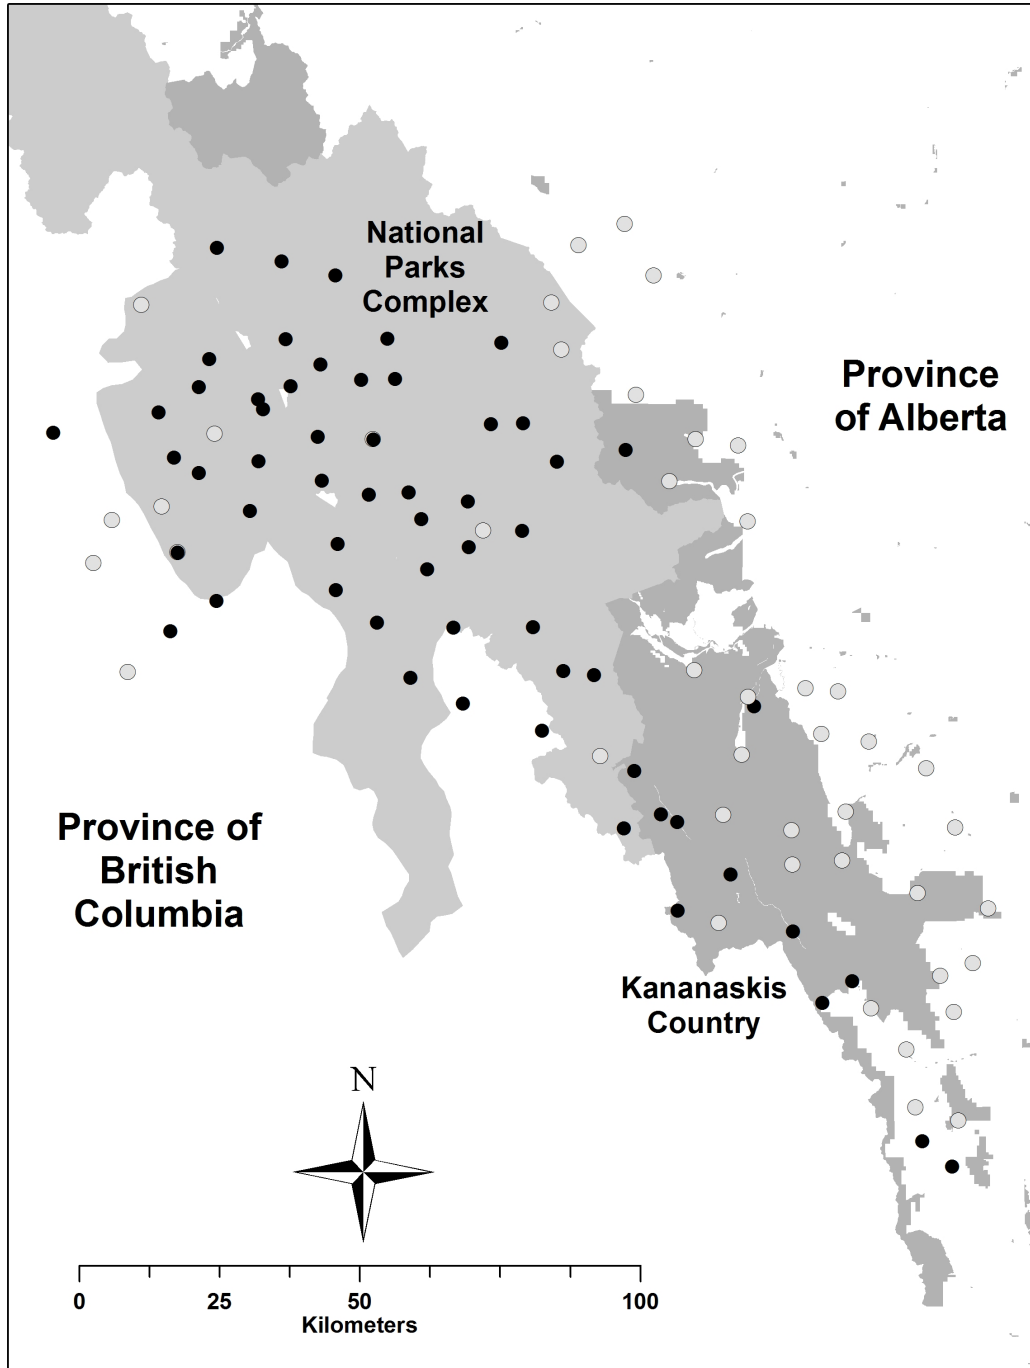 National
Parks
Complex
Province
of Alberta
Province of
British
Columbia
Kananaskis
Country
N
0 25 50 100
Kilometers